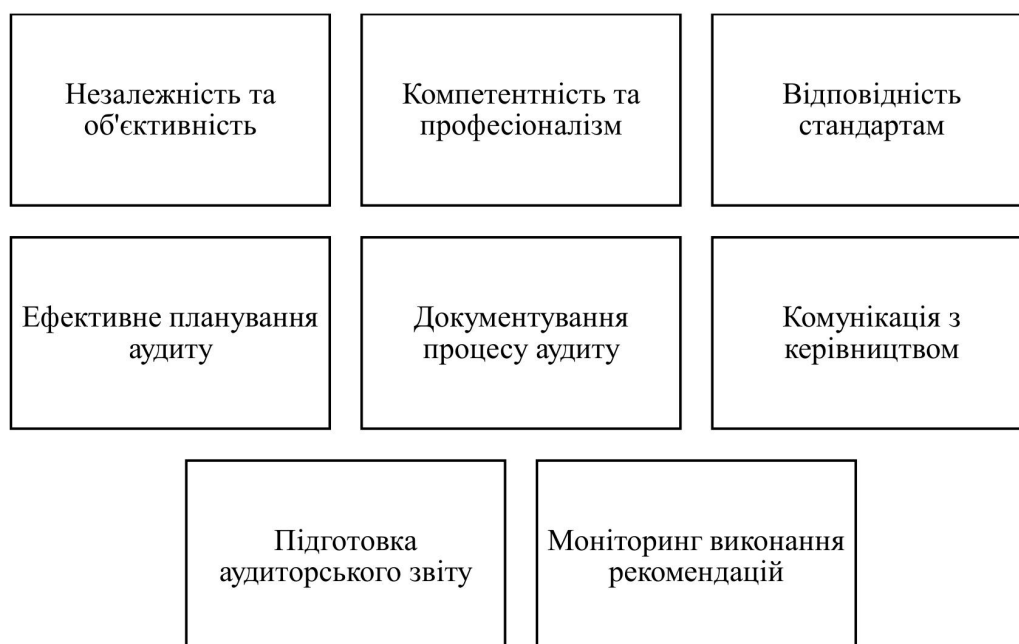 Незалежність та
об'єктивність
Компетентність та
професіоналізм
Відповідність
стандартам
Ефективне планування
аудиту
Документування
процесу аудиту
Комунікація з
керівництвом
Підготовка
аудиторського звіту
Моніторинг виконання
рекомендацій